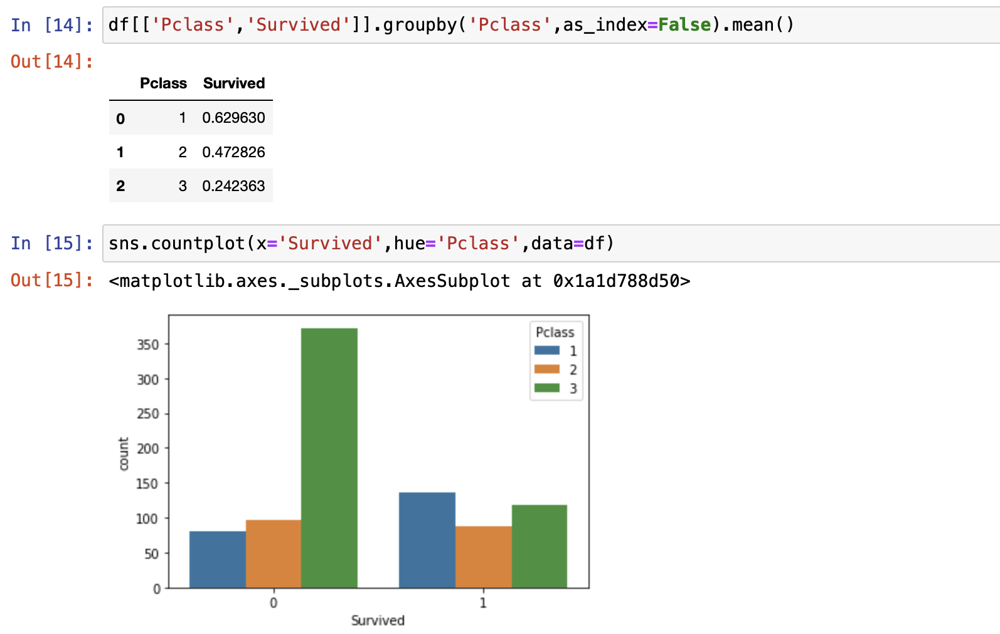 In [14]: df[['Pclass','Survived']].groupby('Pclass',as_index=False).mean()
Out[14]:
Pclass Survived
0 1 0.629630
1 2 0.472826
2 3 0.242363
In [15]: sns.countplot(x='Survived',hue='Pclass',data=df)
Out[15]: <matplotlib.axes._subplots.AxesSubplot at 0x1a1d788d50>
Pclass
1
2
3
350
300
250
200
150
100
50
0
count
0 1
Survived